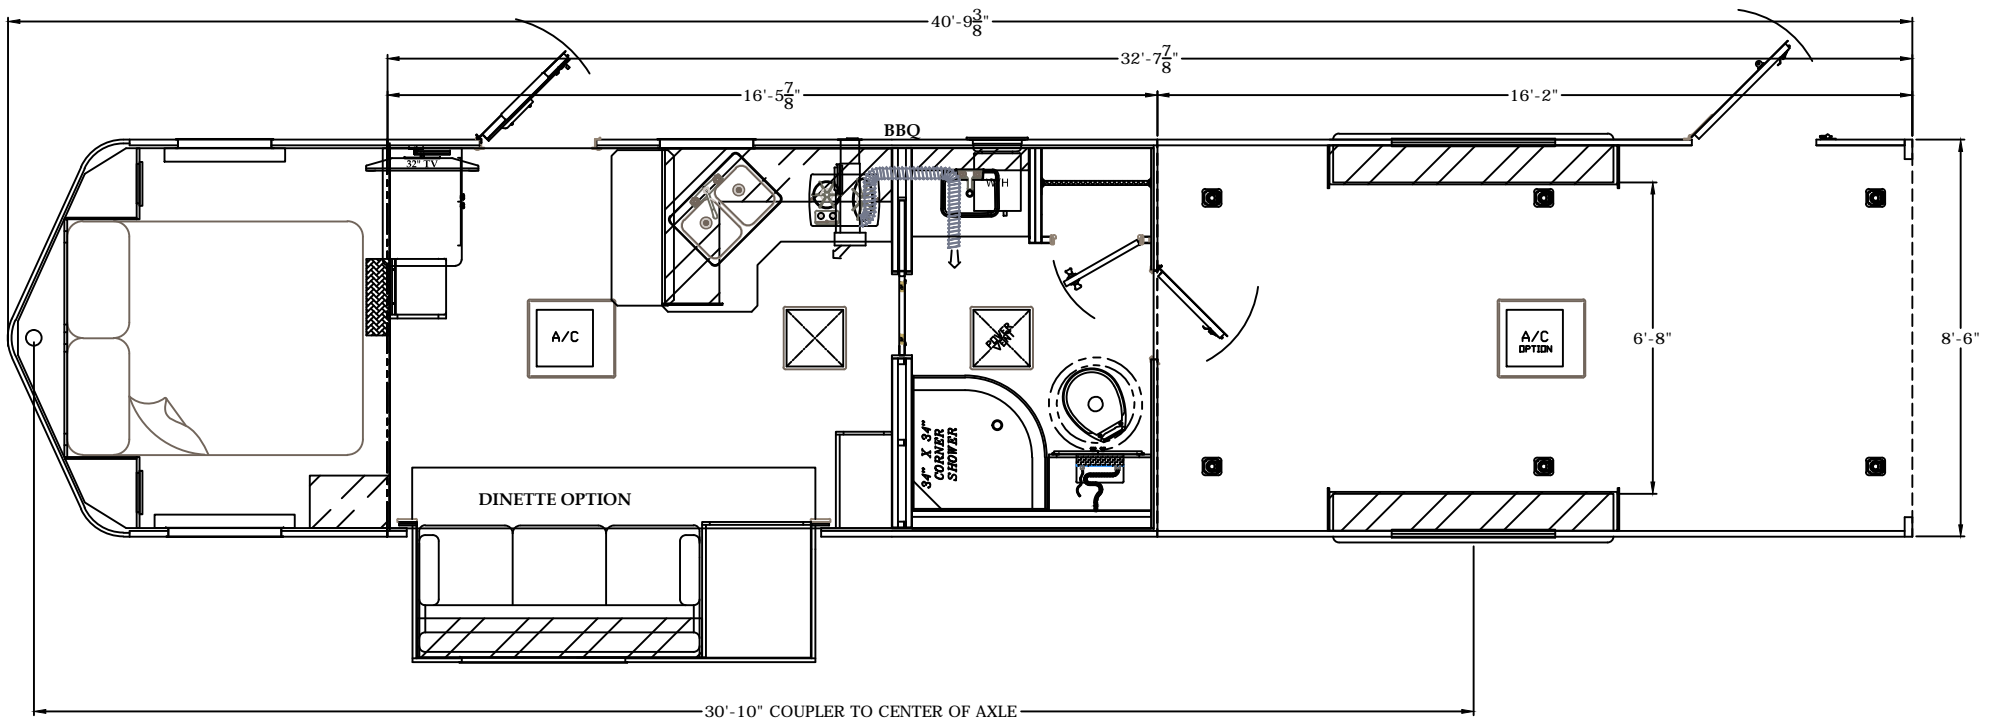 40'-9 3/8"
32'-7 7/8"
16'-5 7/8"
16'-2"
BBQ
32" TV
W/H
A/C
POWER
VENT
A/C
OPTION
6'-8"
8'-6"
34" X 34"
CORNER
SHOWER
DINETTE OPTION
30'-10" COUPLER TO CENTER OF AXLE